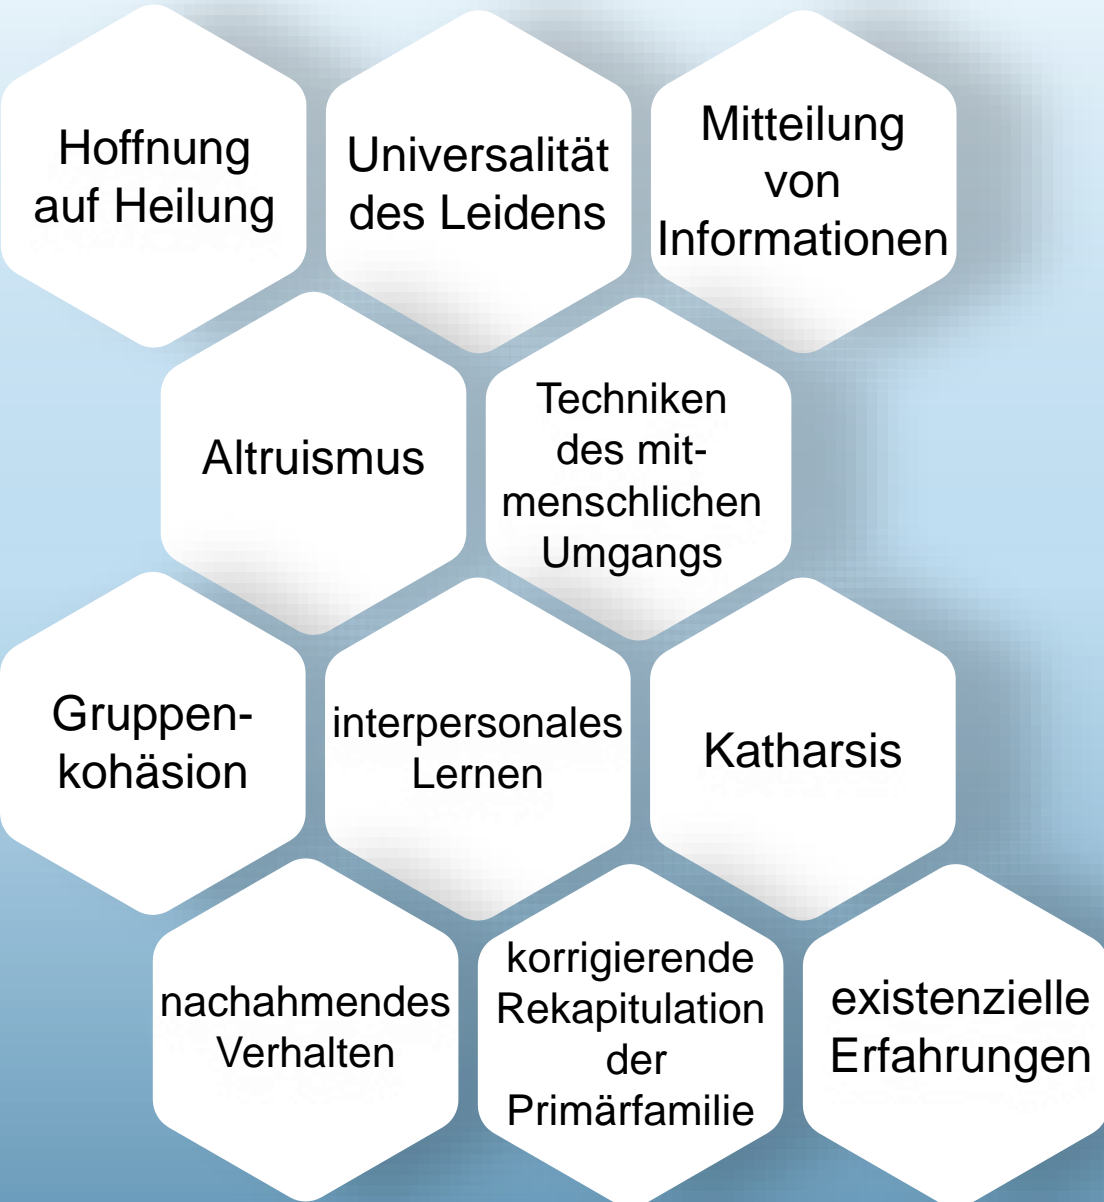 Hoffnung
auf Heilung
Universalität
des Leidens
Mitteilung
von
Informationen
Altruismus
Techniken
des mit-
menschlichen
Umgangs
Gruppen-
kohäsion
interpersonales
Lernen
Katharsis
nachahmendes
Verhalten
korrigierende
Rekapitulation
der
Primärfamilie
existenzielle
Erfahrungen